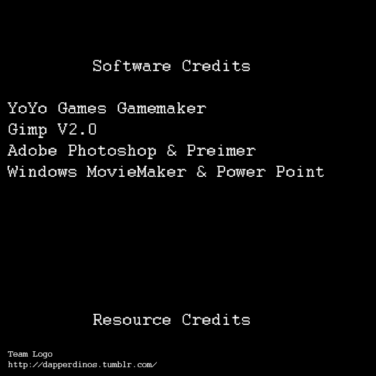 Software Credits
YoYo Games Gamemaker
Gimp V2.0
Adobe Photoshop & Preimer
Windows MovieMaker & Power Point
Resource Credits
Team Logo
http://dapperdinos.tumblr.com/